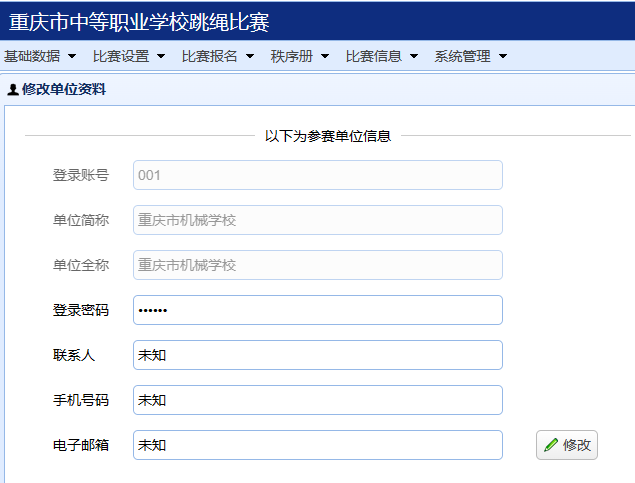 重庆市中等职业学校跳绳比赛
基础数据 比赛设置 比赛报名 秩序册 比赛信息 系统管理
修改单位资料
以下为参赛单位信息
登录账号 001
单位简称 重庆市机械学校
单位全称 重庆市机械学校
登录密码 ••••••
联系人 未知
手机号码 未知
电子邮箱 未知 修改